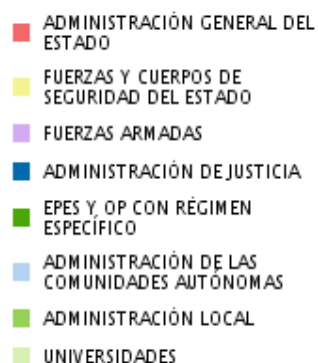 ADMINISTRACIÓN GENERAL DEL
ESTADO
FUERZAS Y CUERPOS DE
SEGURIDAD DEL ESTADO
FUERZAS ARMADAS
ADMINISTRACIÓN DE JUSTICIA
EPES Y OP CON RÉGIMEN
ESPECÍFICO
ADMINISTRACIÓN DE LAS
COMUNIDADES AUTÓNOMAS
ADMINISTRACIÓN LOCAL
UNIVERSIDADES